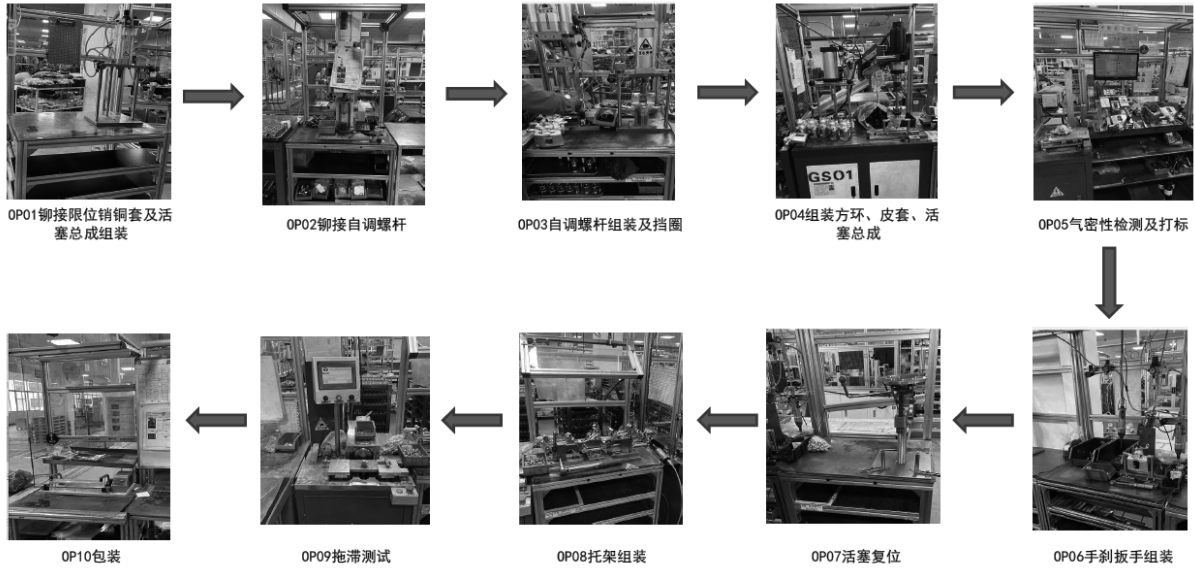 GS01
OP01铆接限位销铜套及活
塞总成组装
OP02铆接自调螺杆
OP03自调螺杆组装及挡圈
OP04组装方环、皮套、活
塞总成
OP05气密性检测及打标
OP10包装
OP09拖滞测试
OP08托架组装
OP07活塞复位
OP06手刹扳手组装